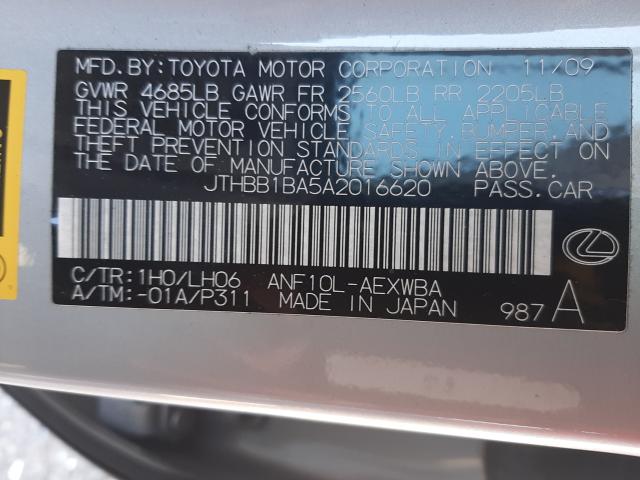 MFD.BY:TOYOTA MOTOR CORPORATION 11/09
GVWR 4685LB GAWR FR 2560LB RR 2205LB
THIS VEHICLE CONFORMS TO ALL APPLICABLE
FEDERAL MOTOR VEHICLE SAFETY,BUMPER,AND
THEFT PREVENTION STANDARDS IN EFFECT ON
THE DATE OF MANUFACTURE SHOWN ABOVE.
JTHBB1BA5A2016620 PASS.CAR
C/TR:1H0/LH06 ANF10L-AEXWBA
A/TM:-01A/P311 MADE IN JAPAN 987 A